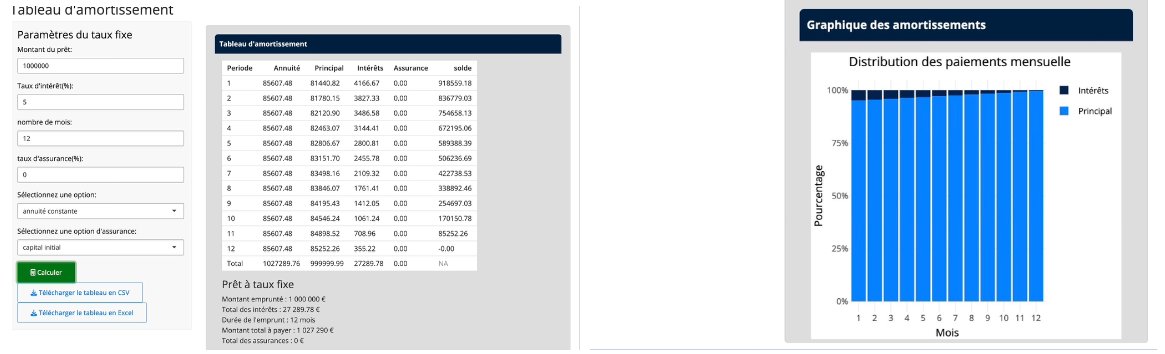 Tableau d'amortissement
Paramètres du taux fixe
Montant du prêt:
1000000
Taux d'intérêt(%):
5
nombre de mois:
12
taux d'assurance(%):
0
Sélectionnez une option:
annuité constante
Sélectionnez une option d'assurance:
capital initial
Calculer
Télécharger le tableau en CSV
Télécharger le tableau en Excel
Tableau d'amortissement
Periode Annuité Principal Intérêts Assurance solde
1 85607.48 81440.82 4166.67 0.00 918559.18
2 85607.48 81780.15 3827.33 0.00 836779.03
3 85607.48 82120.90 3486.58 0.00 754658.13
4 85607.48 82463.07 3144.41 0.00 672195.06
5 85607.48 82806.67 2800.81 0.00 589388.39
6 85607.48 83151.70 2455.78 0.00 506236.69
7 85607.48 83498.16 2109.32 0.00 422738.53
8 85607.48 83846.07 1761.41 0.00 338892.46
9 85607.48 84195.43 1412.05 0.00 254697.03
10 85607.48 84546.24 1061.24 0.00 170150.78
11 85607.48 84898.52 708.96 0.00 85252.26
12 85607.48 85252.26 355.22 0.00 -0.00
Total 1027289.76 999999.99 27289.78 0.00 NA
Prêt à taux fixe
Montant emprunté : 1 000 000 €
Total des intérêts : 27 289.78 €
Durée de l'emprunt : 12 mois
Montant total à payer : 1 027 290 €
Total des assurances : 0 €
Graphique des amortissements
Distribution des paiements mensuelle
100%
75%
50%
25%
0%
Pourcentage
1 2 3 4 5 6 7 8 9 10 11 12
Mois
Intérêts
Principal